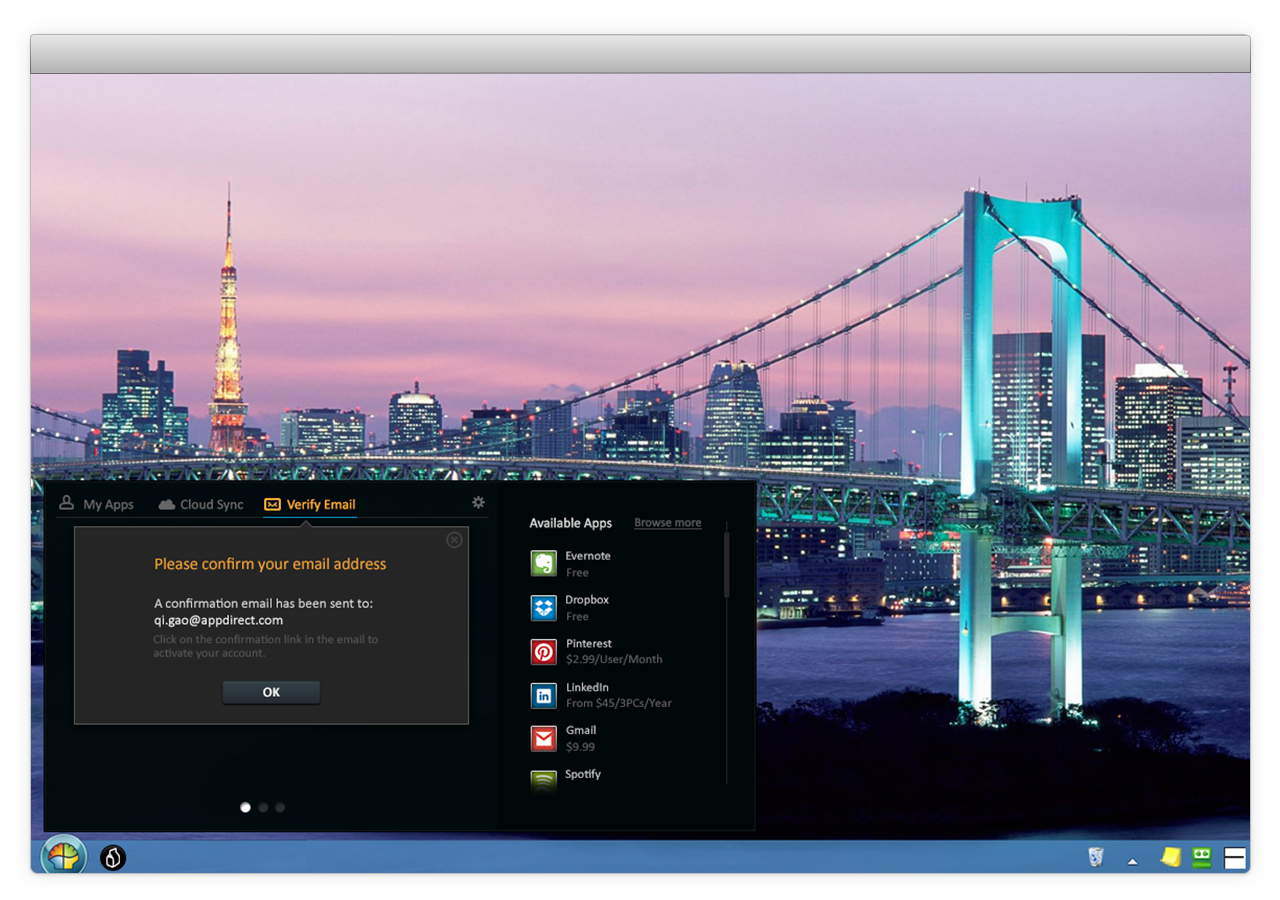 My Apps
Cloud Sync
Verify Email
Please confirm your email address
A confirmation email has been sent to:
qi.gao@appdirect.com
Click on the confirmation link in the email to
activate your account.
OK
Available Apps
Browse more
Evernote
Free
Dropbox
Free
Pinterest
$2.99/User/Month
in
LinkedIn
From $45/3PCs/Year
Gmail
$9.99
Spotify